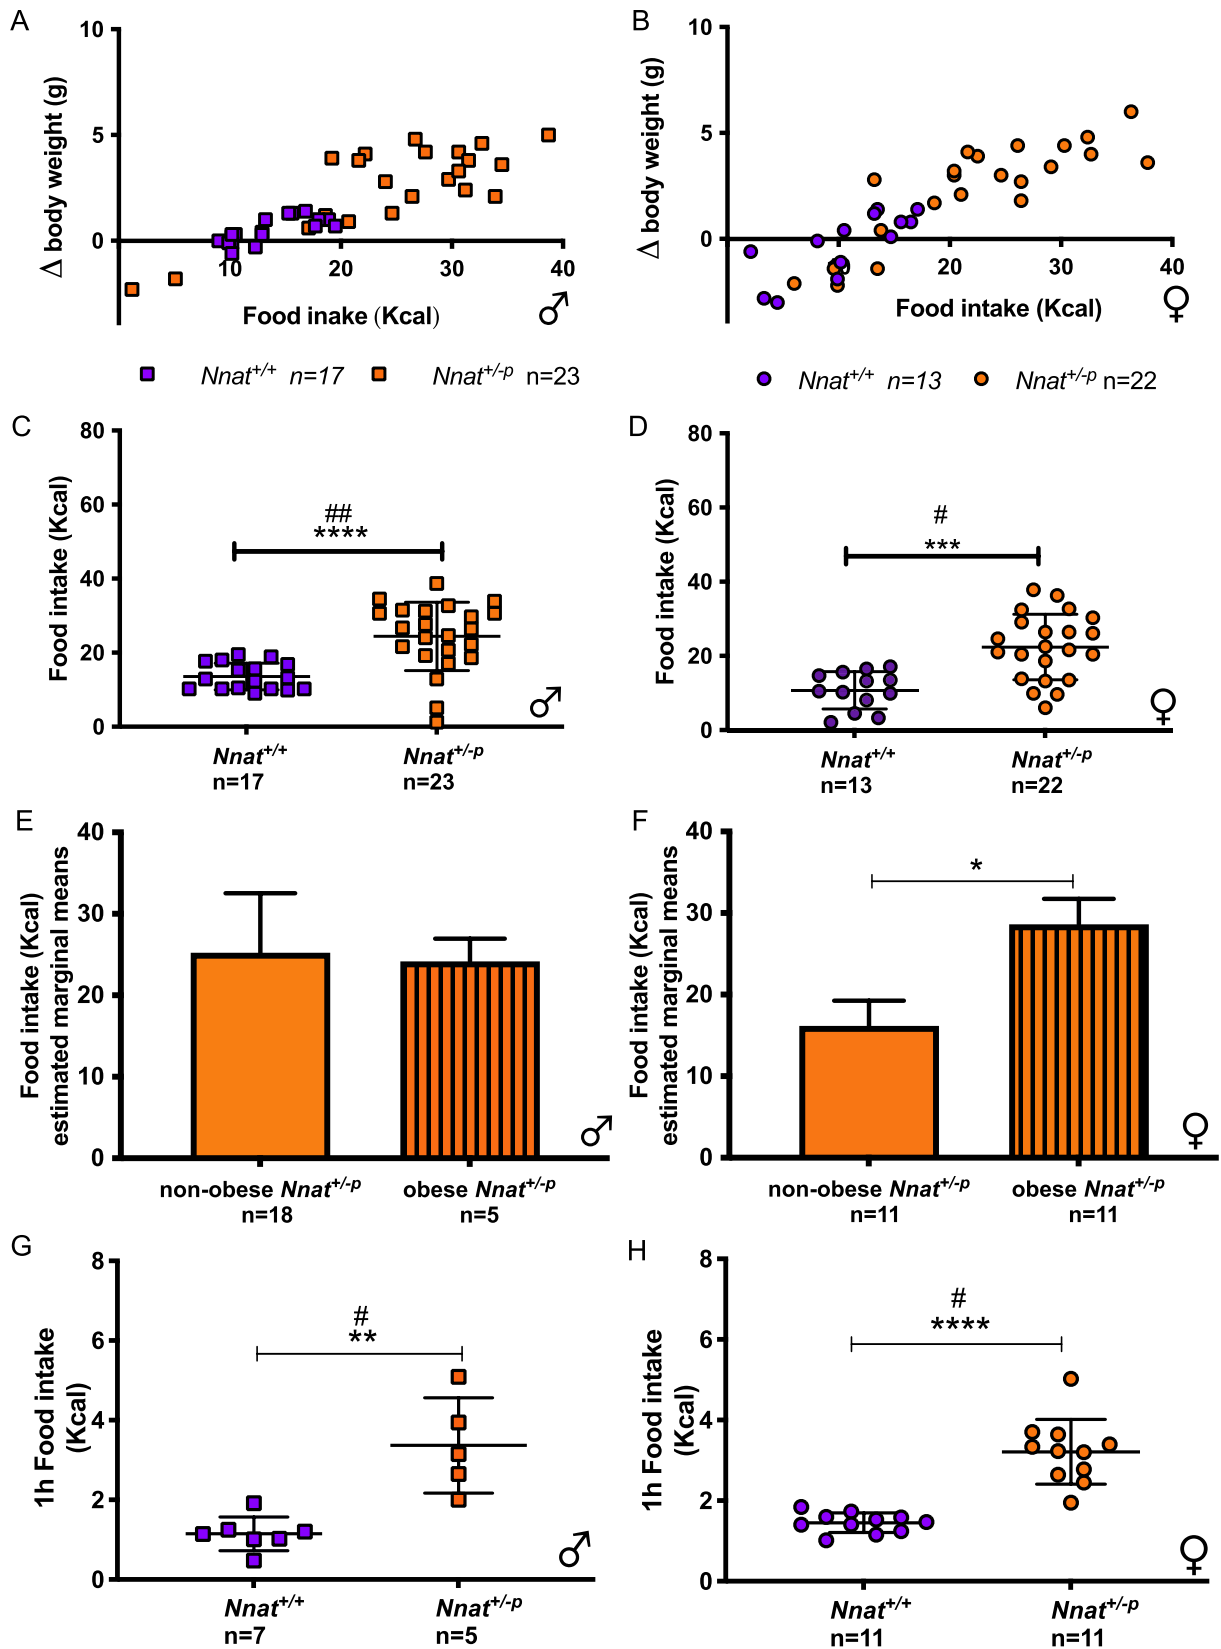 A
B
10
5
0
Δ body weight (g)
10
20
30
40
Food inake (Kcal)
♂
10
5
0
Δ body weight (g)
20
30
40
Food intake (Kcal)
♀
Nnat+/+ n=17
Nnat+/-p n=23
Nnat+/+ n=13
Nnat+/-p n=22
C
80
60
40
20
0
Food intake (Kcal)
##
****
♂
Nnat+/+
n=17
Nnat+/-p
n=23
D
80
60
40
20
0
Food intake (Kcal)
#
***
♀
Nnat+/+
n=13
Nnat+/-p
n=22
E
40
30
20
10
0
Food intake (Kcal)
estimated marginal means
♂
non-obese Nnat+/-p
n=18
obese Nnat+/-p
n=5
F
40
30
20
10
0
Food intake (Kcal)
estimated marginal means
*
♀
non-obese Nnat+/-p
n=11
obese Nnat+/-p
n=11
G
8
6
4
2
0
1h Food intake
(Kcal)
#
**
♂
Nnat+/+
n=7
Nnat+/-p
n=5
H
8
6
4
2
0
1h Food intake
(Kcal)
#
****
♀
Nnat+/+
n=11
Nnat+/-p
n=11